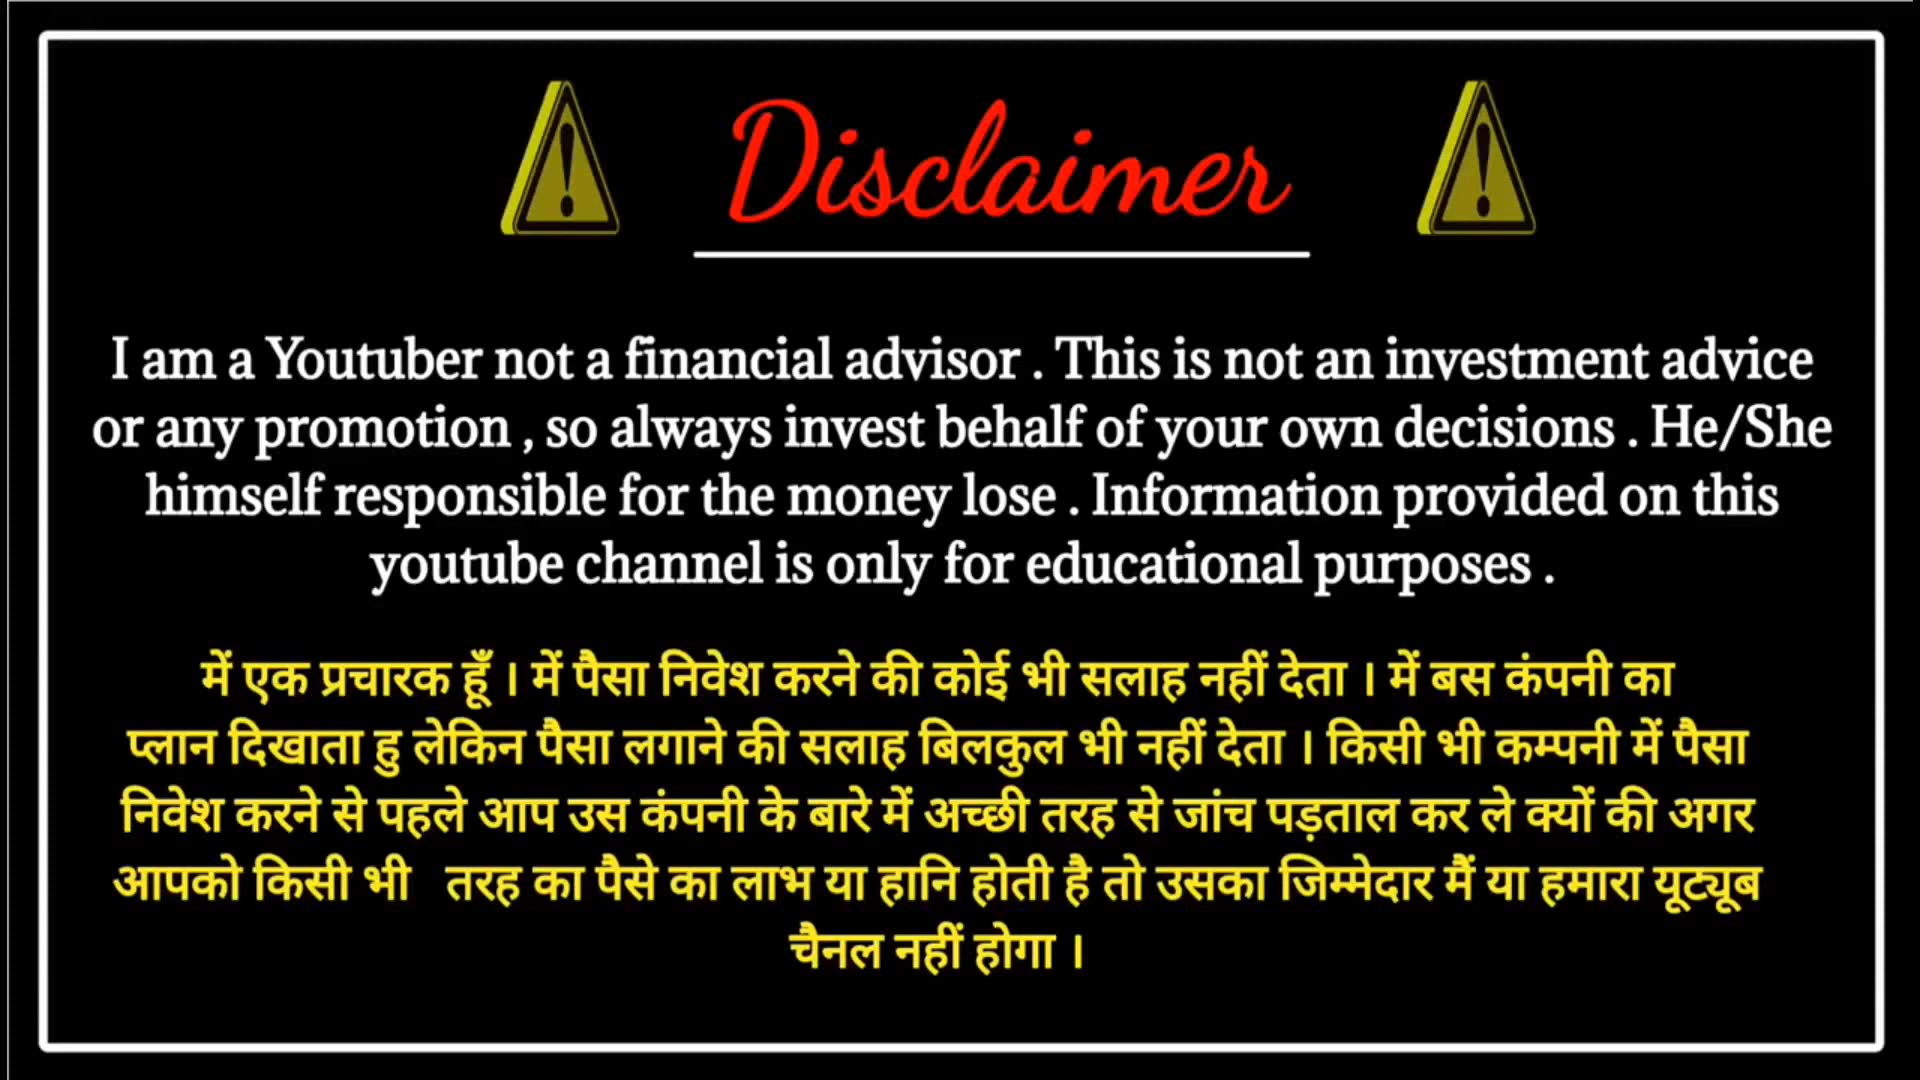 Disclaimer
I am a Youtuber not a financial advisor . This is not an investment advice
or any promotion , so always invest behalf of your own decisions . He/She
himself responsible for the money lose . Information provided on this
youtube channel is only for educational purposes .
में एक प्रचारक हूँ । में पैसा निवेश करने की कोई भी सलाह नहीं देता । में बस कंपनी का
प्लान दिखाता हु लेकिन पैसा लगाने की सलाह बिलकुल भी नहीं देता । किसी भी कम्पनी में पैसा
निवेश करने से पहले आप उस कंपनी के बारे में अच्छी तरह से जांच पड़ताल कर ले क्यों की अगर
आपको किसी भी तरह का पैसे का लाभ या हानि होती है तो उसका जिम्मेदार मैं या हमारा यूट्यूब
चैनल नहीं होगा ।